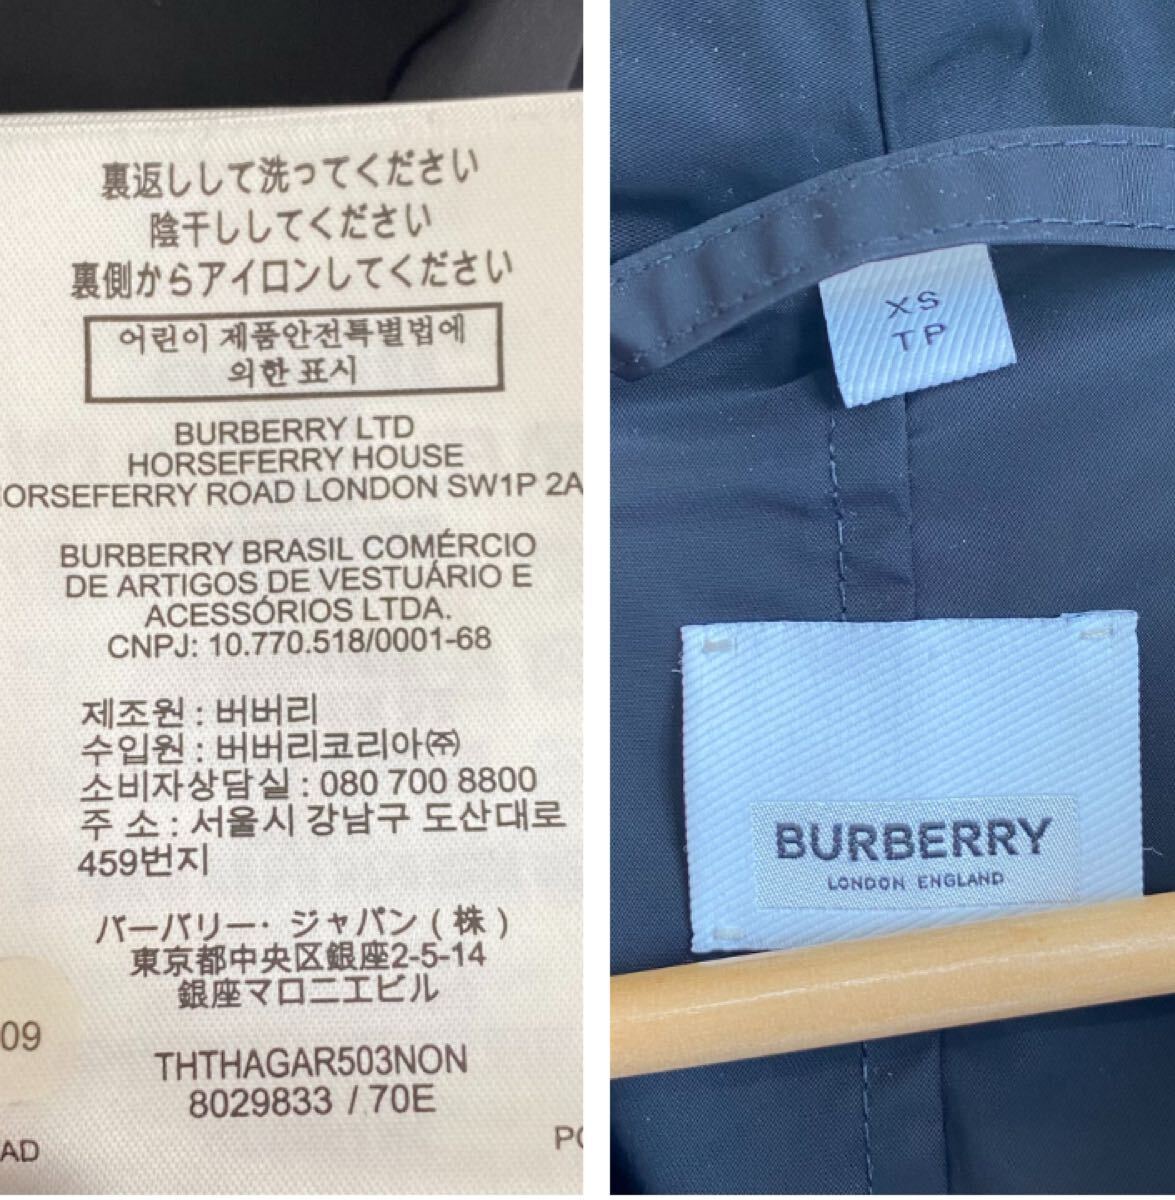 裏返しして洗ってください
陰干ししてください
裏側からアイロンしてください
어린이 제품안전특별법에
의한 표시
BURBERRY LTD
HORSEFERRY HOUSE
ORSEFERRY ROAD LONDON SW1P 2A
BURBERRY BRASIL COMÉRCIO
DE ARTIGOS DE VESTUÁRIO E
ACESSÓRIOS LTDA.
CNPJ: 10.770.518/0001-68
제조원 : 버버리
수입원 : 버버리코리아㈜
소비자상담실 : 080 700 8800
주 소 : 서울시 강남구 도산대로
459번지
バーバリー・ジャパン ( 株 )
東京都中央区銀座2-5-14
銀座マロニエビル
09
THTHAGAR503NON
8029833 / 70E
AD
PO
XS
TP
BURBERRY
LONDON ENGLAND